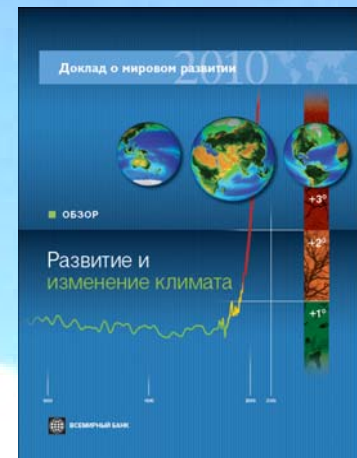 2010
Доклад о мировом развитии
+3°
ОБЗОР
+2°
Развитие и
изменение климата
+1°
ВСЕМИРНЫЙ БАНК